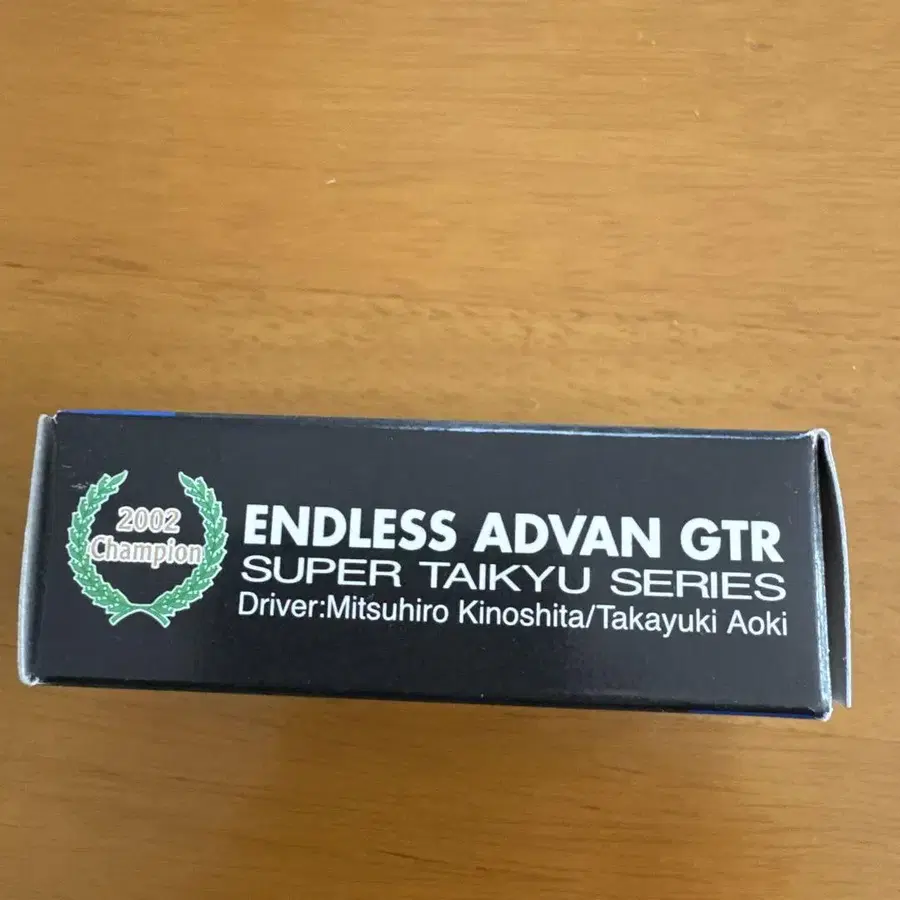 2002
Champion
ENDLESS ADVAN GTR
SUPER TAIKYU SERIES
Driver:Mitsuhiro Kinoshita/Takayuki Aoki